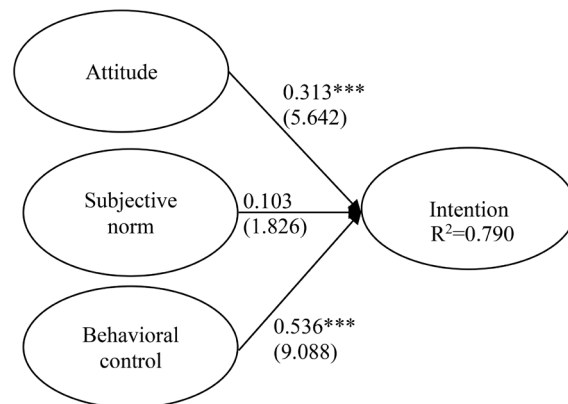 Attitude
0.313***
(5.642)
Subjective
norm
0.103
(1.826)
Intention
R²=0.790
Behavioral
control
0.536***
(9.088)